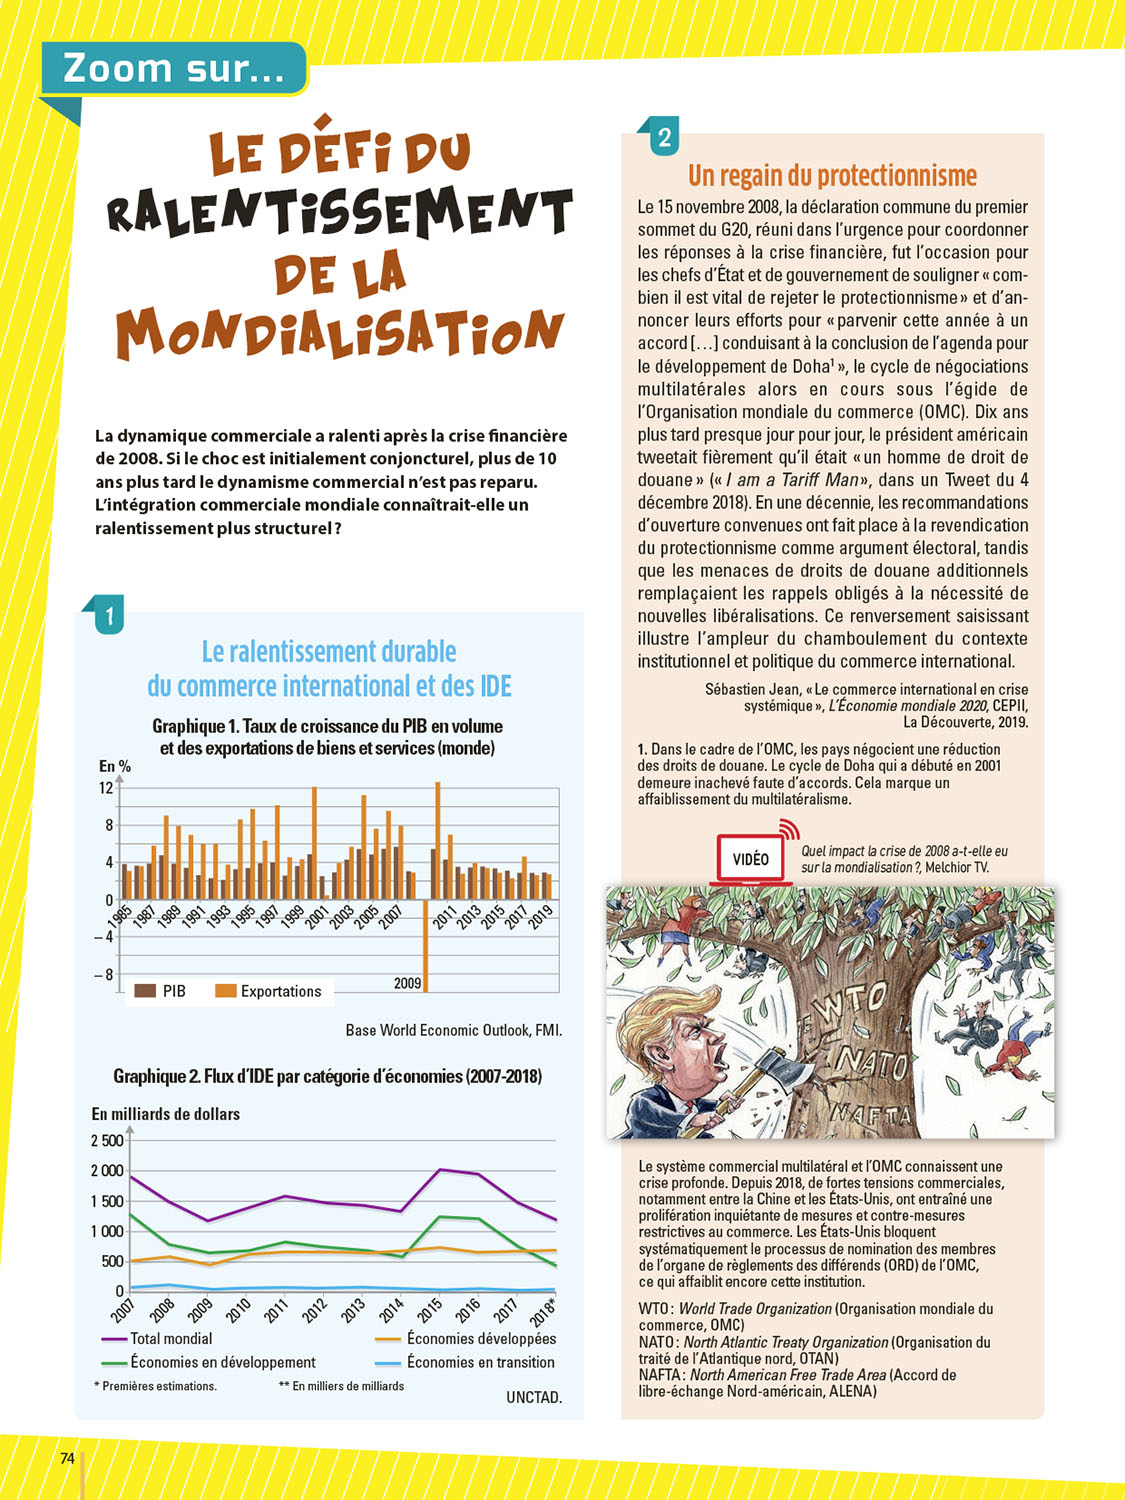 Zoom sur...
LE DÉFI DU
RALENTISSEMENT
DE LA
MONDIALISATION
La dynamique commerciale a ralenti après la crise financière
de 2008. Si le choc est initialement conjoncturel, plus de 10
ans plus tard le dynamisme commercial n'est pas reparu.
L'intégration commerciale mondiale connaîtrait-elle un
ralentissement plus structurel ?
1
Le ralentissement durable
du commerce international et des IDE
Graphique 1. Taux de croissance du PIB en volume
et des exportations de biens et services (monde)
En %
12
8
4
0
– 4
– 8
1985 1987 1989 1991 1993 1995 1997 1999 2001 2003 2005 2007 2011 2013 2015 2017 2019
2009
PIB Exportations
Base World Economic Outlook, FMI.
Graphique 2. Flux d'IDE par catégorie d'économies (2007-2018)
En milliards de dollars
2 500
2 000
1 500
1 000
500
0
2007 2008 2009 2010 2011 2012 2013 2014 2015 2016 2017 2018*
Total mondial Économies développées
Économies en développement Économies en transition
* Premières estimations. ** En milliers de milliards
UNCTAD.
2
Un regain du protectionnisme
Le 15 novembre 2008, la déclaration commune du premier
sommet du G20, réuni dans l'urgence pour coordonner
les réponses à la crise financière, fut l'occasion pour
les chefs d'État et de gouvernement de souligner « com-
bien il est vital de rejeter le protectionnisme » et d'an-
noncer leurs efforts pour « parvenir cette année à un
accord [...] conduisant à la conclusion de l'agenda pour
le développement de Doha¹ », le cycle de négociations
multilatérales alors en cours sous l'égide de
l'Organisation mondiale du commerce (OMC). Dix ans
plus tard presque jour pour jour, le président américain
tweetait fièrement qu'il était « un homme de droit de
douane » (« I am a Tariff Man », dans un Tweet du 4
décembre 2018). En une décennie, les recommandations
d'ouverture convenues ont fait place à la revendication
du protectionnisme comme argument électoral, tandis
que les menaces de droits de douane additionnels
remplaçaient les rappels obligés à la nécessité de
nouvelles libéralisations. Ce renversement saisissant
illustre l'ampleur du chamboulement du contexte
institutionnel et politique du commerce international.
Sébastien Jean, « Le commerce international en crise
systémique », L'Économie mondiale 2020, CEPII,
La Découverte, 2019.
1. Dans le cadre de l'OMC, les pays négocient une réduction
des droits de douane. Le cycle de Doha qui a débuté en 2001
demeure inachevé faute d'accords. Cela marque un
affaiblissement du multilatéralisme.
VIDÉO
Quel impact la crise de 2008 a-t-elle eu
sur la mondialisation ?, Melchior TV.
WTO
NATO
NAFTA
Le système commercial multilatéral et l'OMC connaissent une
crise profonde. Depuis 2018, de fortes tensions commerciales,
notamment entre la Chine et les États-Unis, ont entraîné une
prolifération inquiétante de mesures et contre-mesures
restrictives au commerce. Les États-Unis bloquent
systématiquement le processus de nomination des membres
de l'organe de règlements des différends (ORD) de l'OMC,
ce qui affaiblit encore cette institution.
WTO : World Trade Organization (Organisation mondiale du
commerce, OMC)
NATO : North Atlantic Treaty Organization (Organisation du
traité de l'Atlantique nord, OTAN)
NAFTA : North American Free Trade Area (Accord de
libre-échange Nord-américain, ALENA)
74